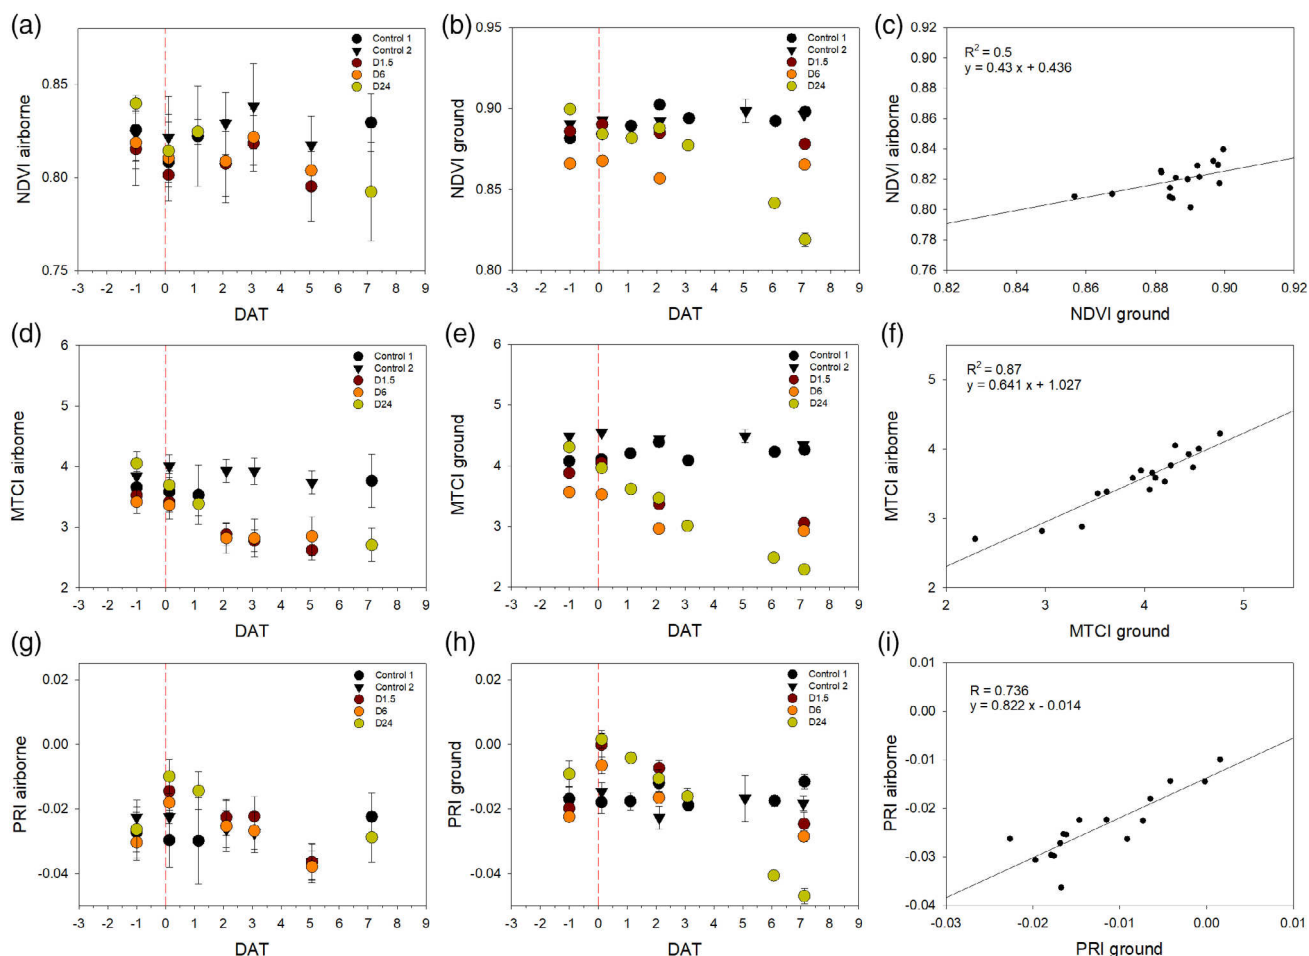 (a)
NDVI airborne
0.85
0.80
0.75
-3 -2 -1 0 1 2 3 4 5 6 7 8 9
DAT
Control 1
Control 2
D1.5
D6
D24
(b)
NDVI ground
0.95
0.90
0.85
0.80
-3 -2 -1 0 1 2 3 4 5 6 7 8 9
DAT
Control 1
Control 2
D1.5
D6
D24
(c)
NDVI airborne
0.92
0.90
0.88
0.86
0.84
0.82
0.80
0.78
0.76
R² = 0.5
y = 0.43 x + 0.436
0.82 0.84 0.86 0.88 0.90 0.92
NDVI ground
(d)
MTCI airborne
6
5
4
3
2
-3 -2 -1 0 1 2 3 4 5 6 7 8 9
DAT
Control 1
Control 2
D1.5
D6
D24
(e)
MTCI ground
6
5
4
3
2
-3 -2 -1 0 1 2 3 4 5 6 7 8 9
DAT
Control 1
Control 2
D1.5
D6
D24
(f)
MTCI airborne
5
4
3
2
R² = 0.87
y = 0.641 x + 1.027
2 3 4 5
MTCI ground
(g)
PRI airborne
0.02
0.00
-0.02
-0.04
-3 -2 -1 0 1 2 3 4 5 6 7 8 9
DAT
Control 1
Control 2
D1.5
D6
D24
(h)
PRI ground
0.02
0.00
-0.02
-0.04
-3 -2 -1 0 1 2 3 4 5 6 7 8 9
DAT
Control 1
Control 2
D1.5
D6
D24
(i)
PRI airborne
0.01
0.00
-0.01
-0.02
-0.03
-0.04
R = 0.736
y = 0.822 x - 0.014
-0.03 -0.02 -0.01 0.00 0.01
PRI ground